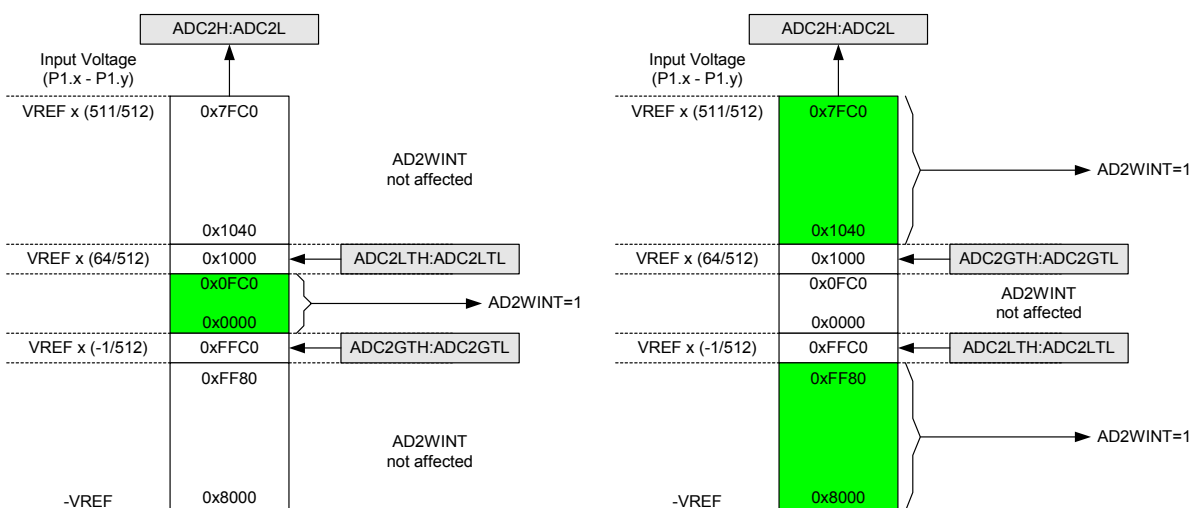 ADC2H:ADC2L
Input Voltage
(P1.x - P1.y)
VREF x (511/512)
0x7FC0
AD2WINT
not affected
0x1040
VREF x (64/512)
0x1000
ADC2LTH:ADC2LTL
0x0FC0
AD2WINT=1
0x0000
VREF x (-1/512)
0xFFC0
ADC2GTH:ADC2GTL
0xFF80
AD2WINT
not affected
-VREF
0x8000
ADC2H:ADC2L
Input Voltage
(P1.x - P1.y)
VREF x (511/512)
0x7FC0
AD2WINT=1
0x1040
VREF x (64/512)
0x1000
ADC2GTH:ADC2GTL
0x0FC0
AD2WINT
not affected
0x0000
VREF x (-1/512)
0xFFC0
ADC2LTH:ADC2LTL
0xFF80
AD2WINT=1
-VREF
0x8000